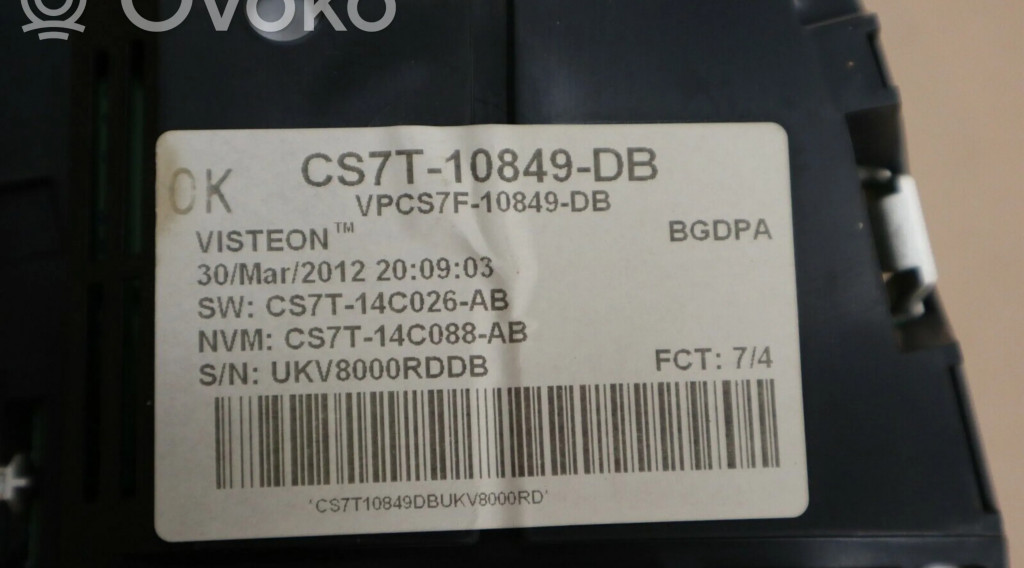 Ovoko
CS7T-10849-DB
OK
VPCS7F-10849-DB
VISTEON™
BGDPA
30/Mar/2012 20:09:03
SW: CS7T-14C026-AB
NVM: CS7T-14C088-AB
S/N: UKV8000RDDB
FCT: 7/4
'CS7T10849DBUKV8000RD'